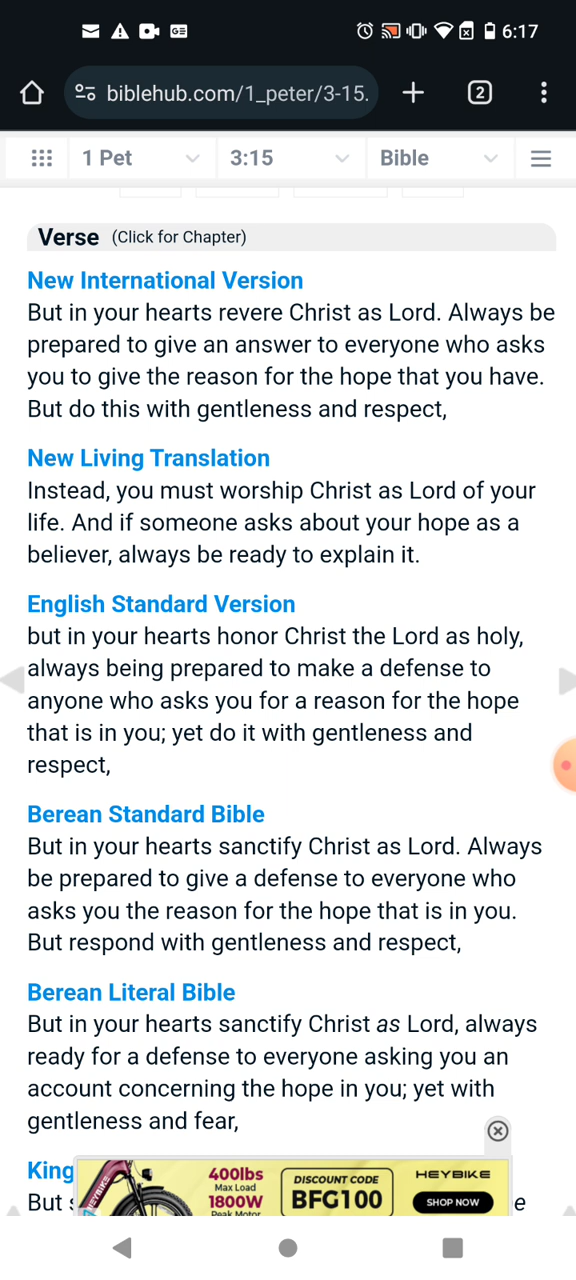 GE
6:17
biblehub.com/1_peter/3-15.
2
1 Pet
3:15
Bible
Verse (Click for Chapter)
New International Version
But in your hearts revere Christ as Lord. Always be
prepared to give an answer to everyone who asks
you to give the reason for the hope that you have.
But do this with gentleness and respect,
New Living Translation
Instead, you must worship Christ as Lord of your
life. And if someone asks about your hope as a
believer, always be ready to explain it.
English Standard Version
but in your hearts honor Christ the Lord as holy,
always being prepared to make a defense to
anyone who asks you for a reason for the hope
that is in you; yet do it with gentleness and
respect,
Berean Standard Bible
But in your hearts sanctify Christ as Lord. Always
be prepared to give a defense to everyone who
asks you the reason for the hope that is in you.
But respond with gentleness and respect,
Berean Literal Bible
But in your hearts sanctify Christ as Lord, always
ready for a defense to everyone asking you an
account concerning the hope in you; yet with
gentleness and fear,
King
But
e
HEYBIKE
400lbs
Max Load
1800W
Peak Motor
DISCOUNT CODE
BFG100
HEYBIKE
SHOP NOW